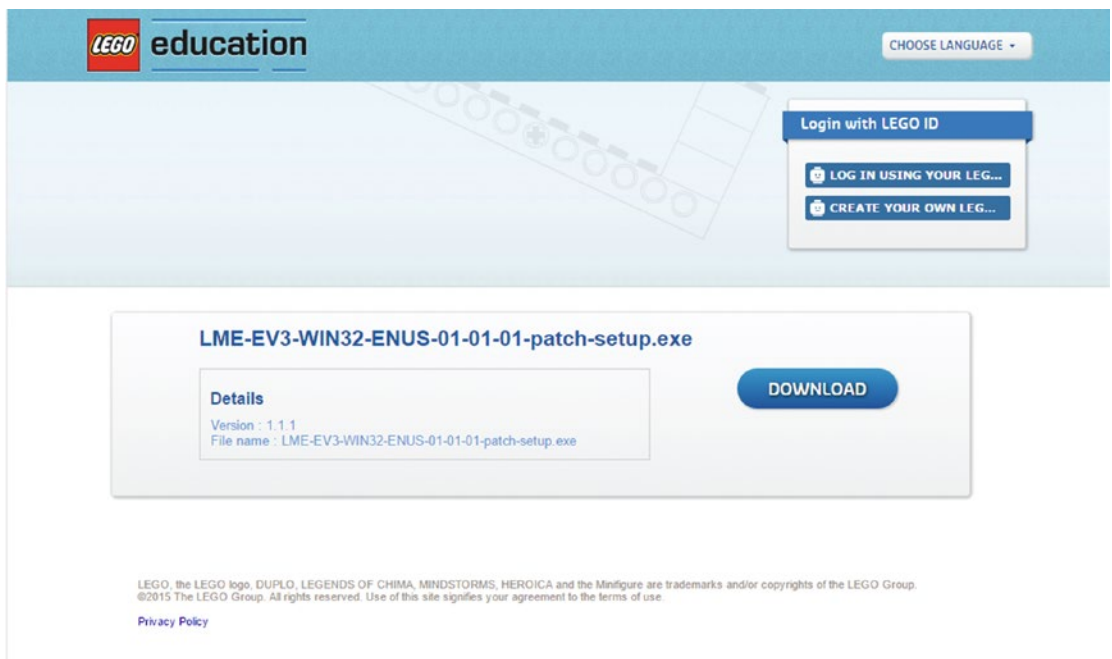 LEGO education
CHOOSE LANGUAGE
Login with LEGO ID
LOG IN USING YOUR LEG...
CREATE YOUR OWN LEG...
LME-EV3-WIN32-ENUS-01-01-01-patch-setup.exe
Details
Version : 1.1.1
File name : LME-EV3-WIN32-ENUS-01-01-01-patch-setup.exe
DOWNLOAD
LEGO, the LEGO logo, DUPLO, LEGENDS OF CHIMA, MINDSTORMS, HEROICA and the Minifigure are trademarks and/or copyrights of the LEGO Group.
©2015 The LEGO Group. All rights reserved. Use of this site signifies your agreement to the terms of use.
Privacy Policy